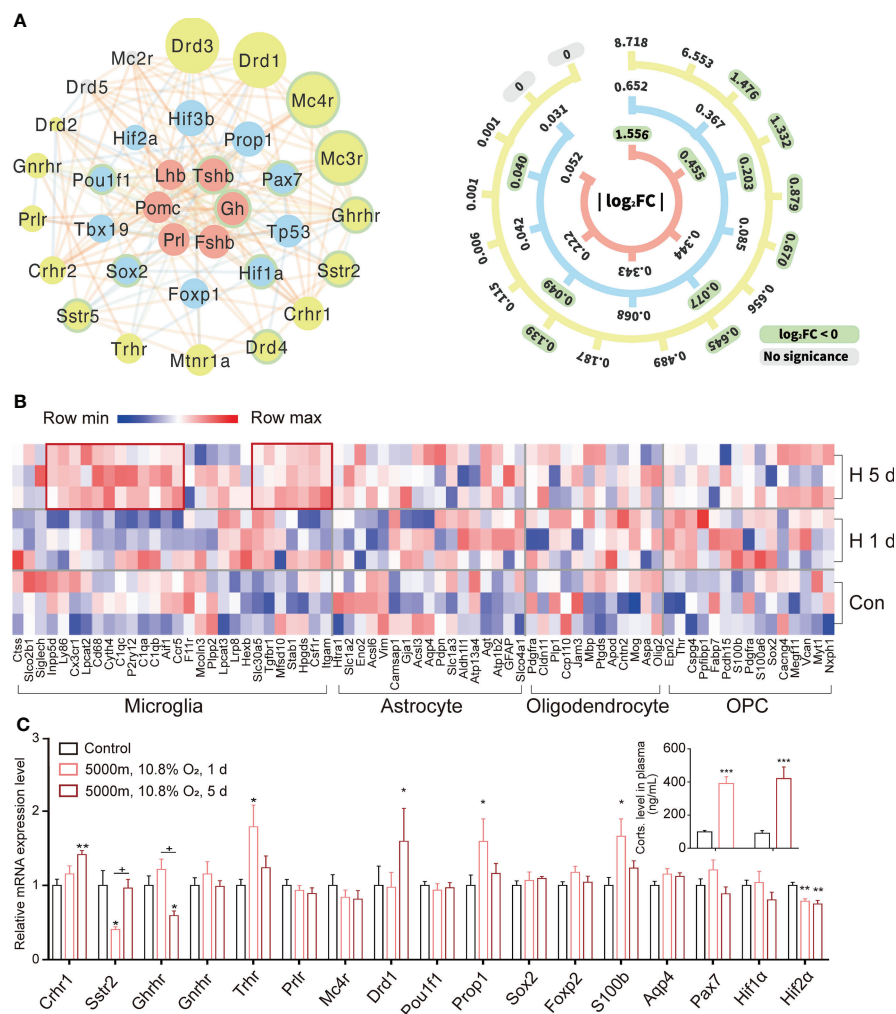 A
Drd3
Drd1
Mc2r
Drd5
Mc4r
Hif3b
Drd2
Hif2a
Prop1
Mc3r
Gnrhr
Pou1f1
Lhb
Tshb
Pax7
Pomc
Gh
Ghrhr
Prlr
Tbx19
Tp53
Prl
Fshb
Crhr2
Sox2
Hif1a
Sstr2
Foxp1
Sstr5
Crhr1
Trhr
Drd4
Mtnr1a
| log₂FC |
8.718
6.553
1.476
1.332
0.879
0.670
0.656
0.645
0.489
0.187
0.139
0.115
0.006
0.001
0.001
0
0
0.652
0.367
0.203
0.085
0.077
0.068
0.049
0.042
0.040
0.031
1.556
0.455
0.344
0.343
0.222
0.052
log₂FC < 0
No signicance
B
Row min
Row max
H 5 d
H 1 d
Con
Ctss
Slco2b1
Siglech
Inpp5d
Ly86
Cx3cr1
Lpcat2
Cd68
Cyth4
C1qc
P2ry12
C1qa
C1qb
Aif1
Ccr5
F11r
Mcoln3
Plpp2
Lpcat3
Lrp8
Hexb
Slc30a5
Tgfbr1
Mfsd10
Stab1
Hpgds
Csf1r
Itgam
Htra1
Slc1a2
Eno2
Acsl6
Vim
Camsap1
Gja1
Acsl3
Aqp4
Pdpn
Slc1a3
Aldh1l1
Atp13a4
Agt
Atp1b2
GFAP
Slco4a1
Pdgfra
Cldn11
Plp1
Ccp110
Jam3
Mbp
Ptgds
Apod
Cntn2
Mog
Aspa
Olig2
Epn2
Thr
Cspg4
Ppfibp1
Fabp7
Pcdh15
S100b
Pdgfra
S100a6
Sox2
Cacng4
Megf11
Vcan
Myt1
Nxph1
Microglia
Astrocyte
Oligodendrocyte
OPC
C
Relative mRNA expression level
3
2
1
0
Control
5000m, 10.8% O₂, 1 d
5000m, 10.8% O₂, 5 d
Corts. level in plasma
(ng/mL)
600
400
200
0
***
***
**
*
+
+
*
*
*
*
*
**
**
Crhr1
Sstr2
Ghrhr
Gnrhr
Trhr
Prlr
Mc4r
Drd1
Pou1f1
Prop1
Sox2
Foxp2
S100b
Aqp4
Pax7
Hif1α
Hif2α